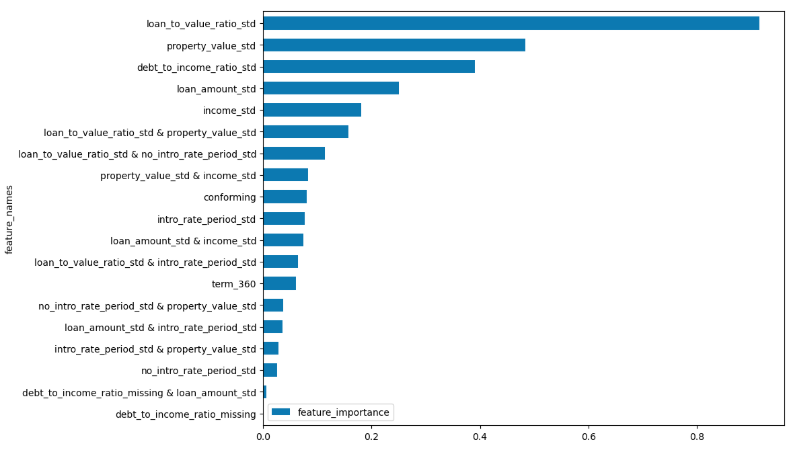 loan_to_value_ratio_std
property_value_std
debt_to_income_ratio_std
loan_amount_std
income_std
loan_to_value_ratio_std & property_value_std
loan_to_value_ratio_std & no_intro_rate_period_std
property_value_std & income_std
conforming
intro_rate_period_std
loan_amount_std & income_std
loan_to_value_ratio_std & intro_rate_period_std
term_360
no_intro_rate_period_std & property_value_std
loan_amount_std & intro_rate_period_std
intro_rate_period_std & property_value_std
no_intro_rate_period_std
debt_to_income_ratio_missing & loan_amount_std
debt_to_income_ratio_missing
feature_names
feature_importance
0.0 0.2 0.4 0.6 0.8